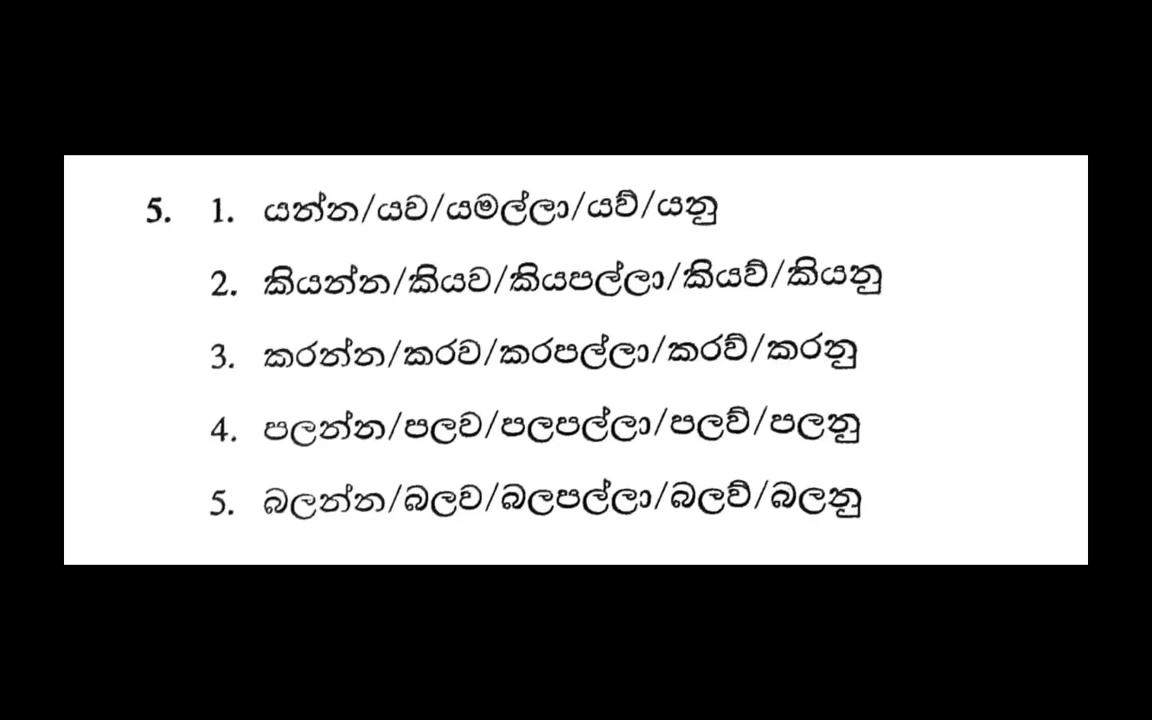 5. 1. යන්න/යව/යමල්ලා/යව්/යනු
2. කියන්න/කියව/කියපල්ලා/කියව්/කියනු
3. කරන්න/කරව/කරපල්ලා/කරව්/කරනු
4. පලන්න/පලව/පලපල්ලා/පලව්/පලනු
5. බලන්න/බලව/බලපල්ලා/බලව්/බලනු